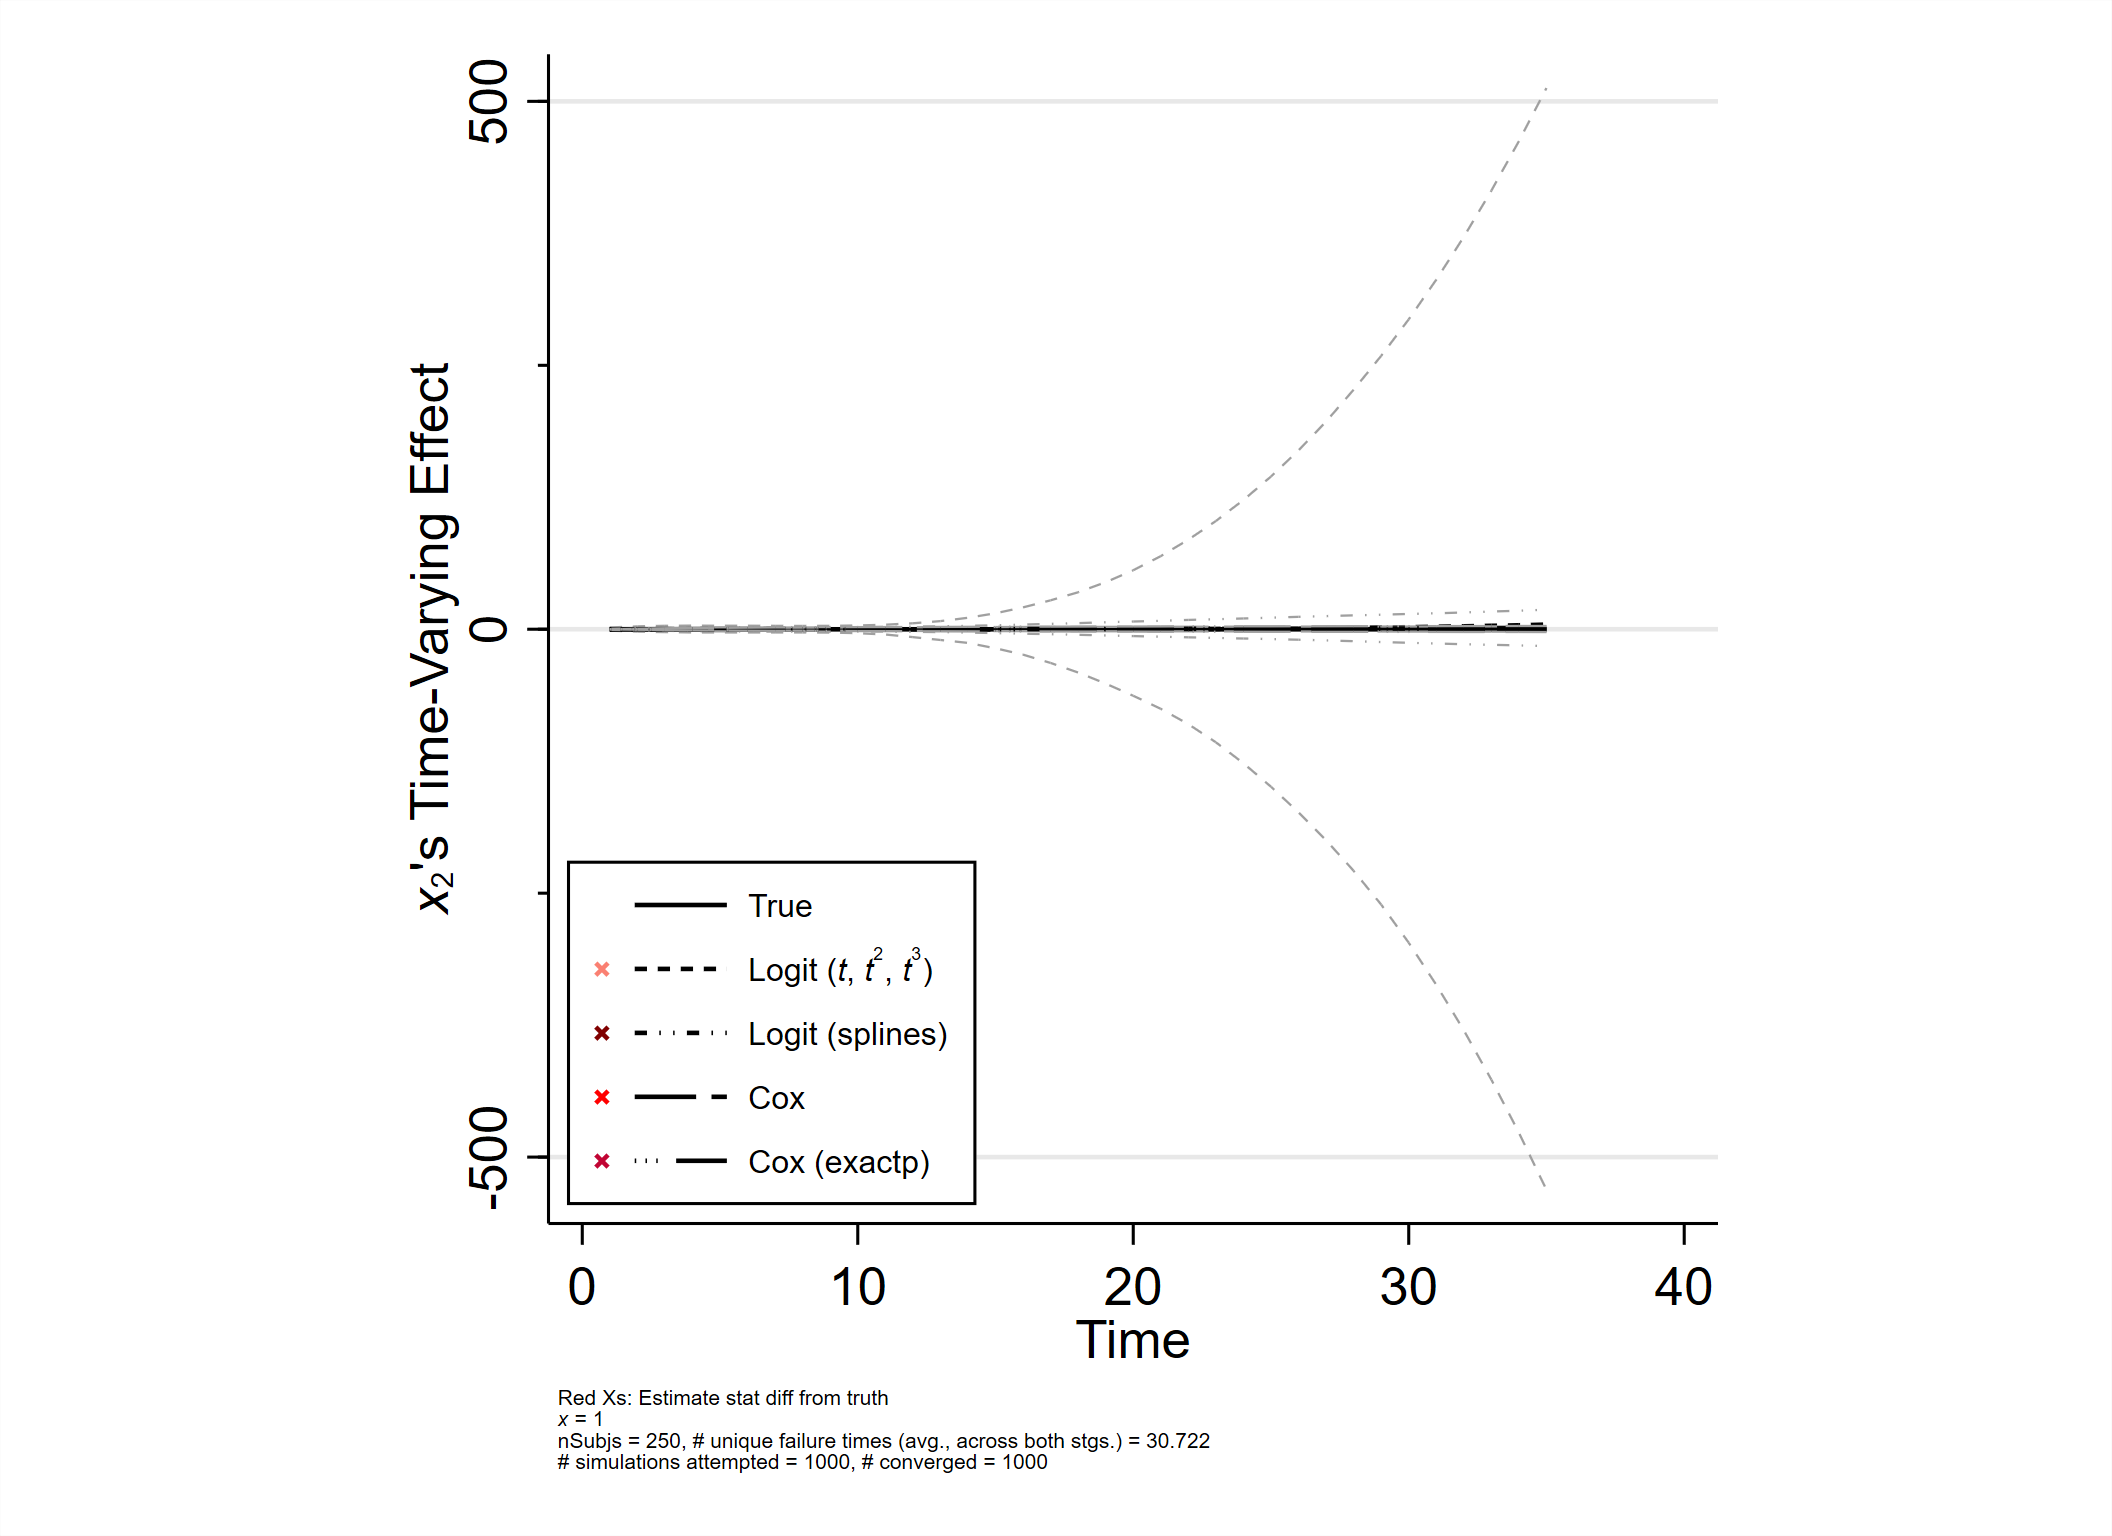 x2's Time-Varying Effect
500
0
-500
True
Logit (t, t², t³)
Logit (splines)
Cox
Cox (exactp)
0 10 20 30 40
Time
Red Xs: Estimate stat diff from truth
x = 1
nSubjs = 250, # unique failure times (avg., across both stgs.) = 30.722
# simulations attempted = 1000, # converged = 1000